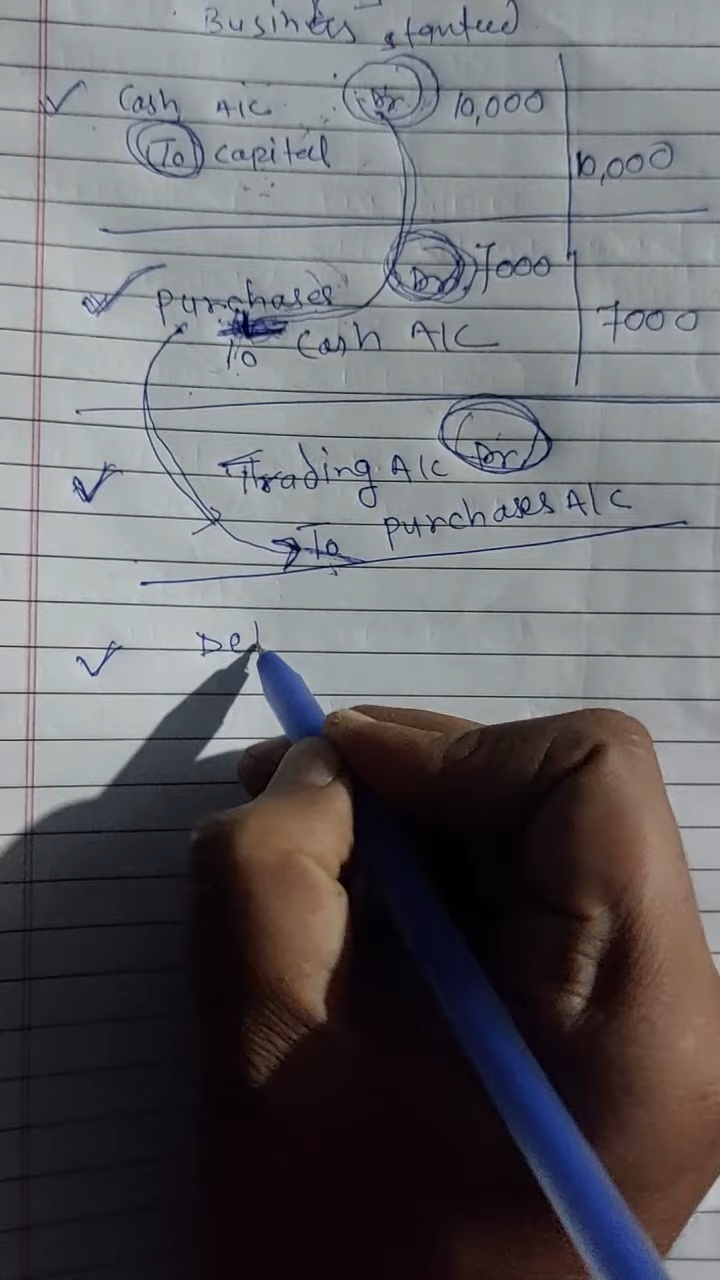 Business started
Cash A/C Dr 10,000
To capital 10,000
Purchases Dr 7000
To Cash A/C 7000
Trading A/C Dr
To purchases A/C
Del